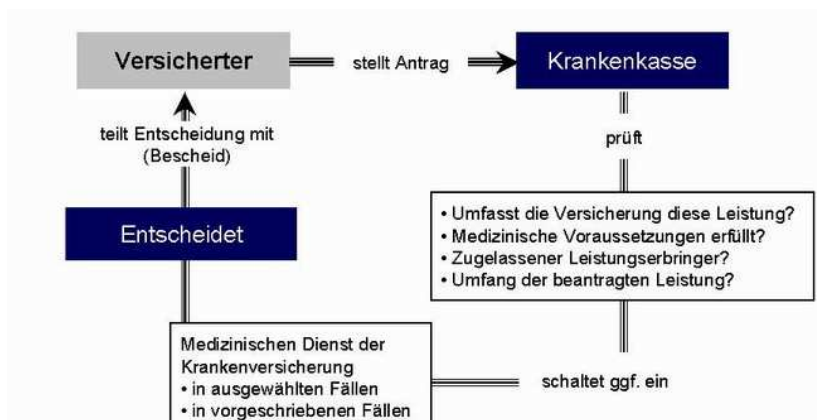 Versicherter
stellt Antrag
Krankenkasse
prüft
• Umfasst die Versicherung diese Leistung?
• Medizinische Voraussetzungen erfüllt?
• Zugelassener Leistungserbringer?
• Umfang der beantragten Leistung?
schaltet ggf. ein
Medizinischen Dienst der
Krankenversicherung
• in ausgewählten Fällen
• in vorgeschriebenen Fällen
Entscheidet
teilt Entscheidung mit
(Bescheid)